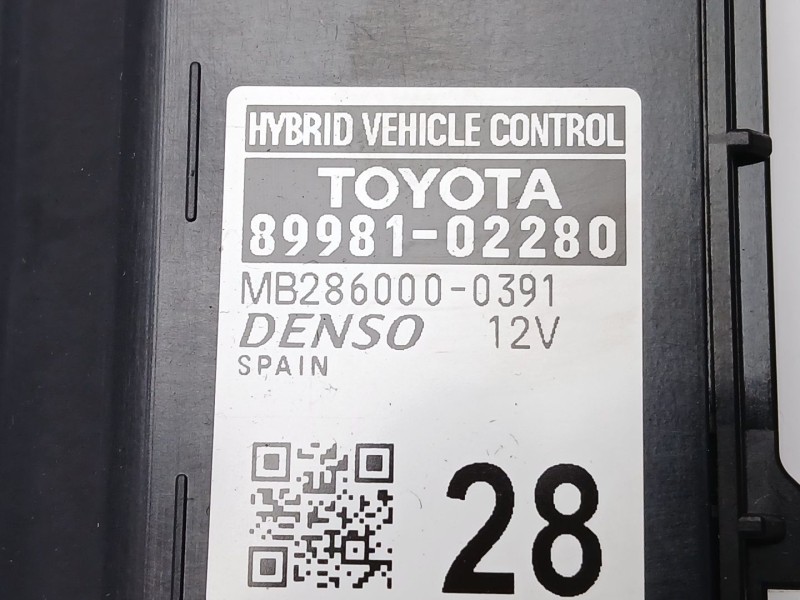 HYBRID VEHICLE CONTROL
TOYOTA
89981-02280
MB286000-0391
DENSO 12V
SPAIN
28